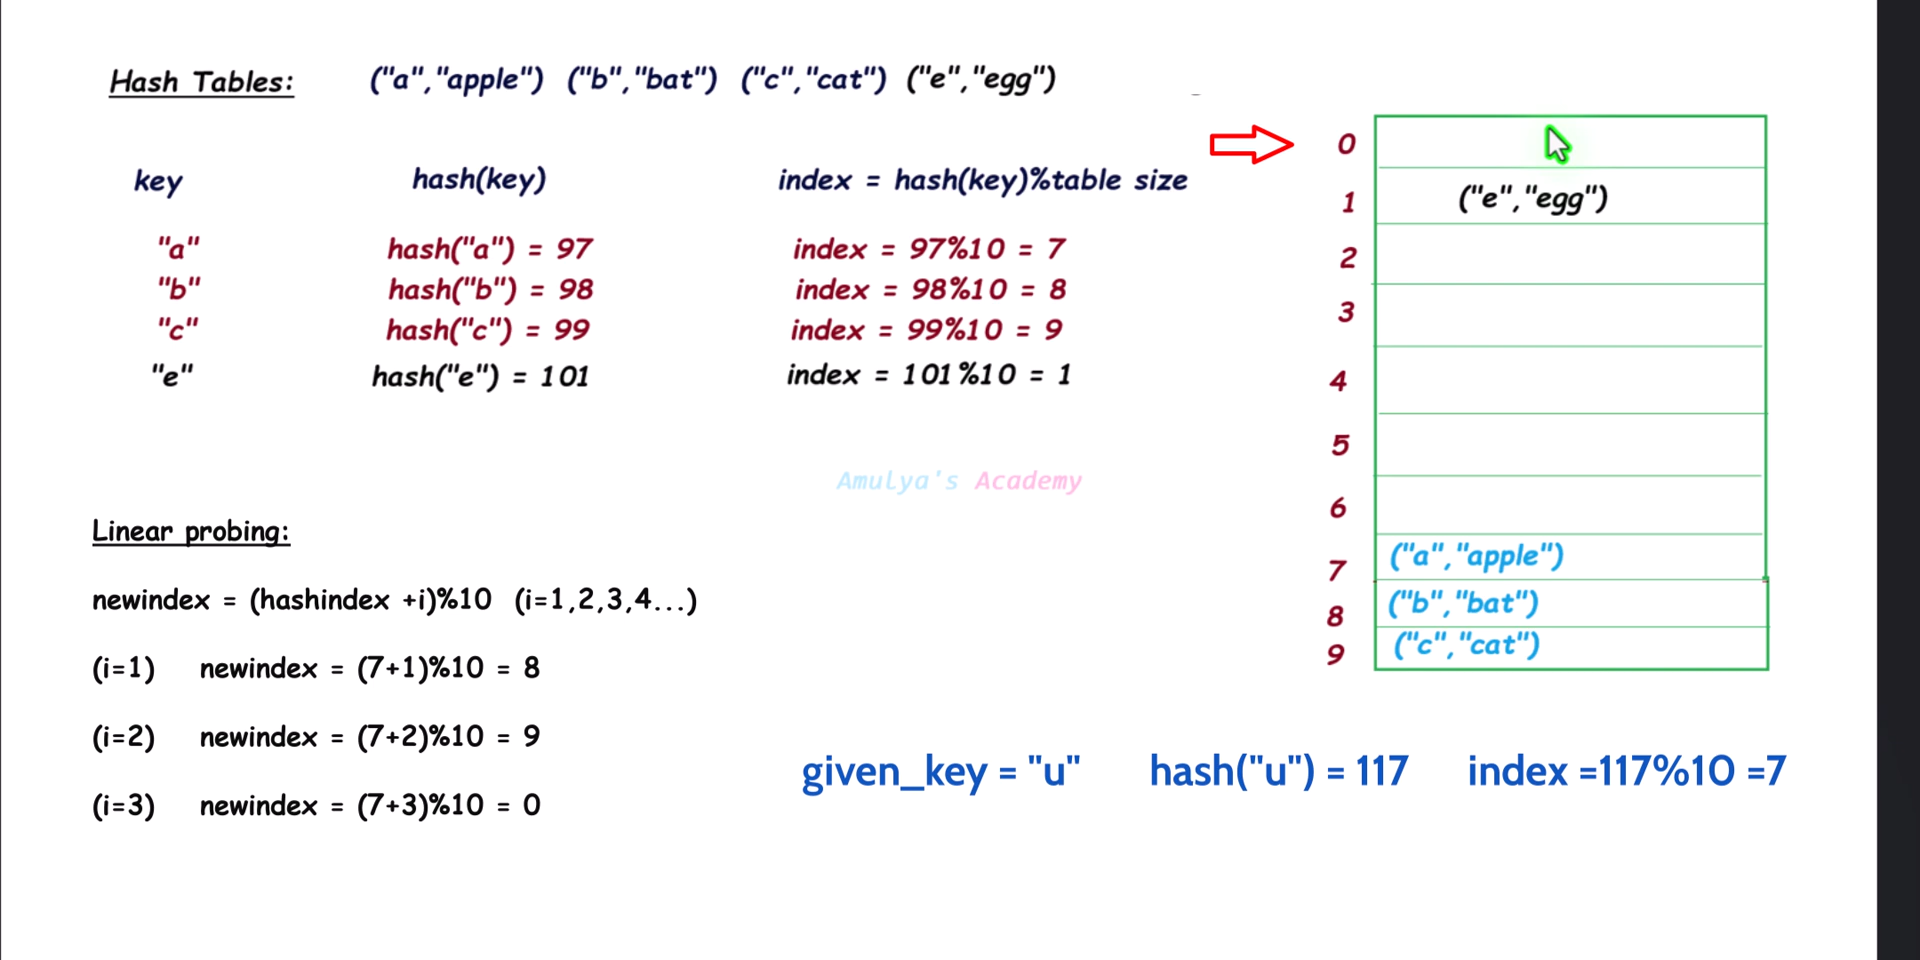 Hash Tables: ("a","apple") ("b","bat") ("c","cat") ("e","egg")
key hash(key) index = hash(key)%table size
"a" hash("a") = 97 index = 97%10 = 7
"b" hash("b") = 98 index = 98%10 = 8
"c" hash("c") = 99 index = 99%10 = 9
"e" hash("e") = 101 index = 101%10 = 1
Amulya's Academy
Linear probing:
newindex = (hashindex +i)%10 (i=1,2,3,4...)
(i=1) newindex = (7+1)%10 = 8
(i=2) newindex = (7+2)%10 = 9
(i=3) newindex = (7+3)%10 = 0
0
1 ("e","egg")
2
3
4
5
6
7 ("a","apple")
8 ("b","bat")
9 ("c","cat")
given_key = "u" hash("u") = 117 index =117%10 =7